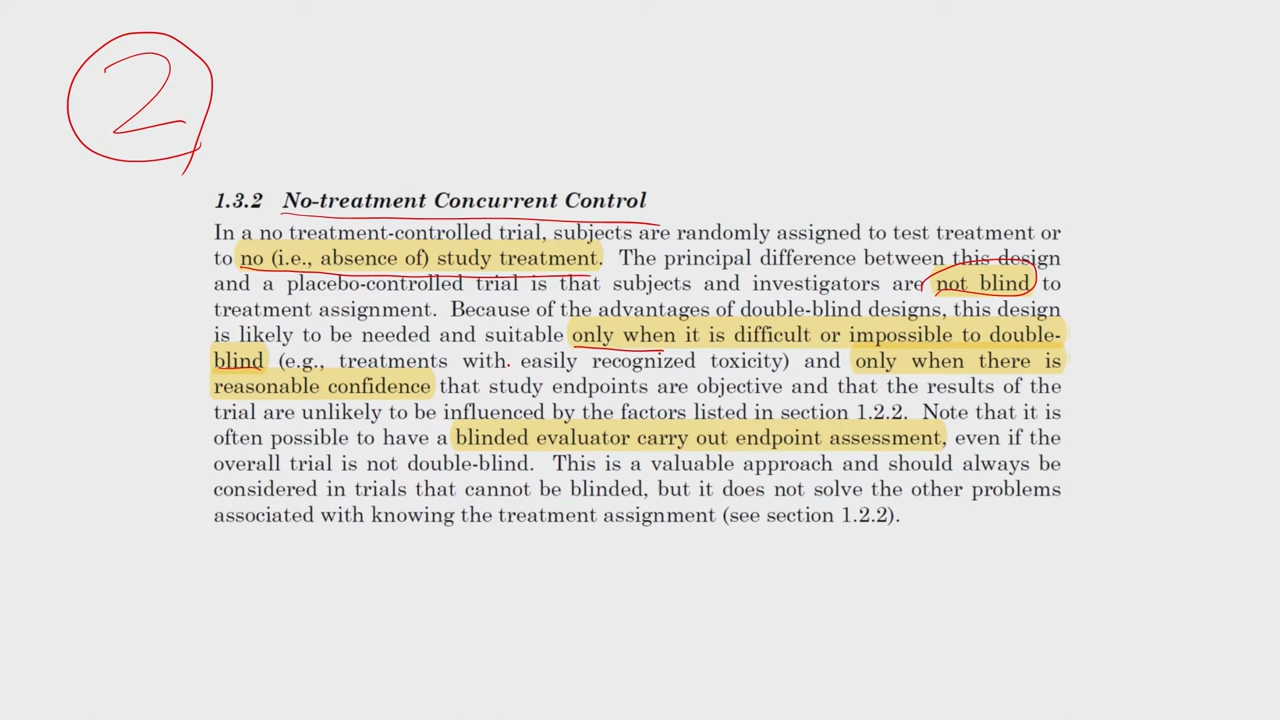 2
1.3.2 No-treatment Concurrent Control
In a no treatment-controlled trial, subjects are randomly assigned to test treatment or
to no (i.e., absence of) study treatment. The principal difference between this design
and a placebo-controlled trial is that subjects and investigators are not blind to
treatment assignment. Because of the advantages of double-blind designs, this design
is likely to be needed and suitable only when it is difficult or impossible to double-
blind (e.g., treatments with easily recognized toxicity) and only when there is
reasonable confidence that study endpoints are objective and that the results of the
trial are unlikely to be influenced by the factors listed in section 1.2.2. Note that it is
often possible to have a blinded evaluator carry out endpoint assessment, even if the
overall trial is not double-blind. This is a valuable approach and should always be
considered in trials that cannot be blinded, but it does not solve the other problems
associated with knowing the treatment assignment (see section 1.2.2).